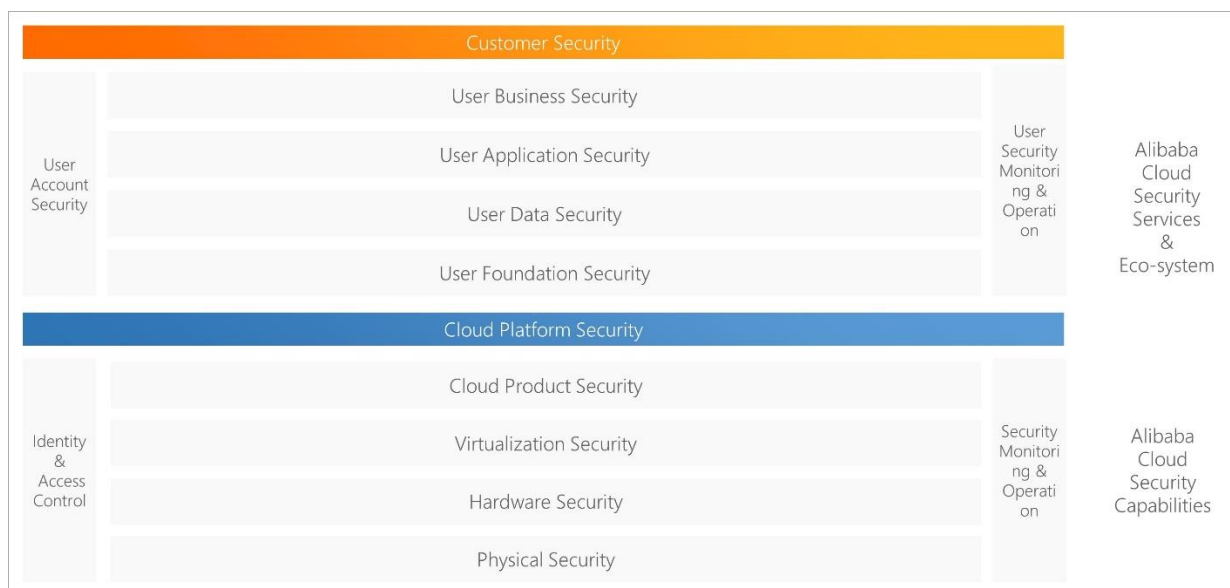 Customer Security
User
Account
Security
User Business Security
User Application Security
User Data Security
User Foundation Security
User
Security
Monitori
ng &
Operati
on
Alibaba
Cloud
Security
Services
&
Eco-system
Cloud Platform Security
Identity
&
Access
Control
Cloud Product Security
Virtualization Security
Hardware Security
Physical Security
Security
Monitori
ng &
Operati
on
Alibaba
Cloud
Security
Capabilities